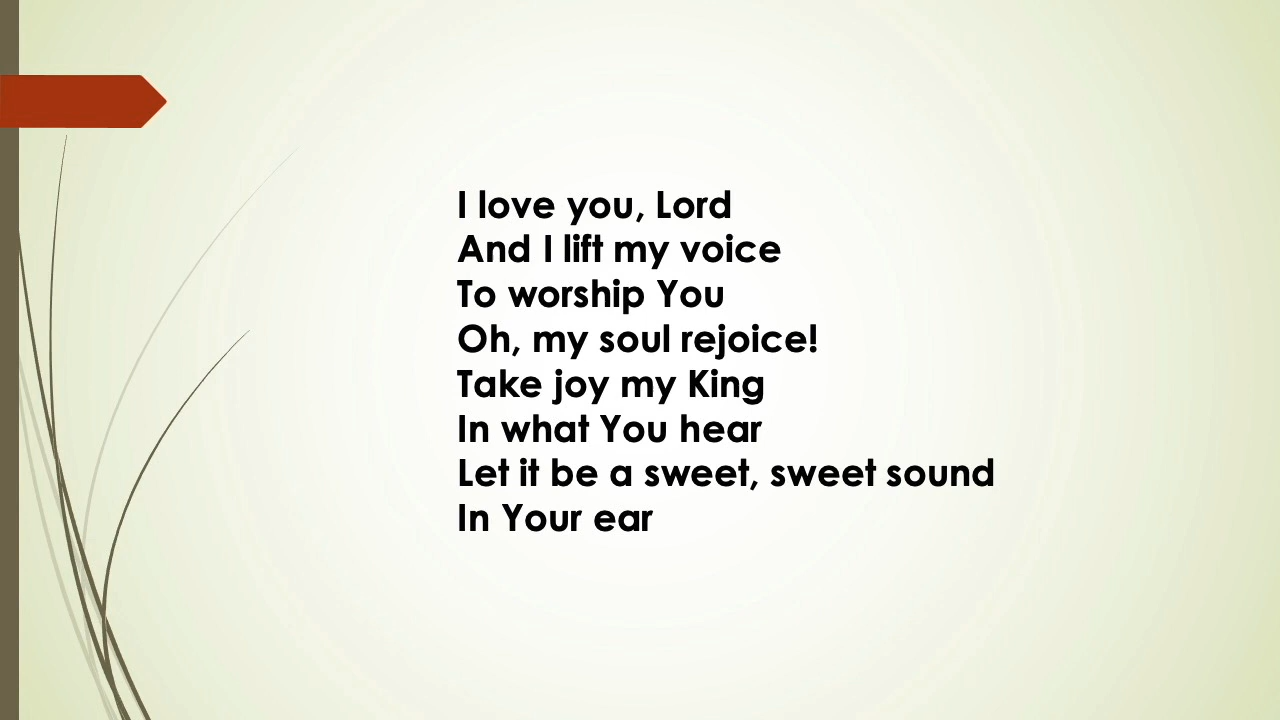 I love you, Lord
And I lift my voice
To worship You
Oh, my soul rejoice!
Take joy my King
In what You hear
Let it be a sweet, sweet sound
In Your ear